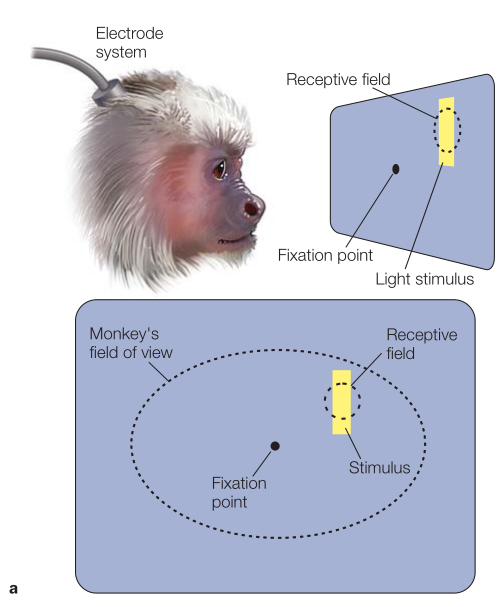 Electrode
system
Receptive field
Fixation point
Light stimulus
Monkey's
field of view
Receptive
field
Stimulus
Fixation
point
a